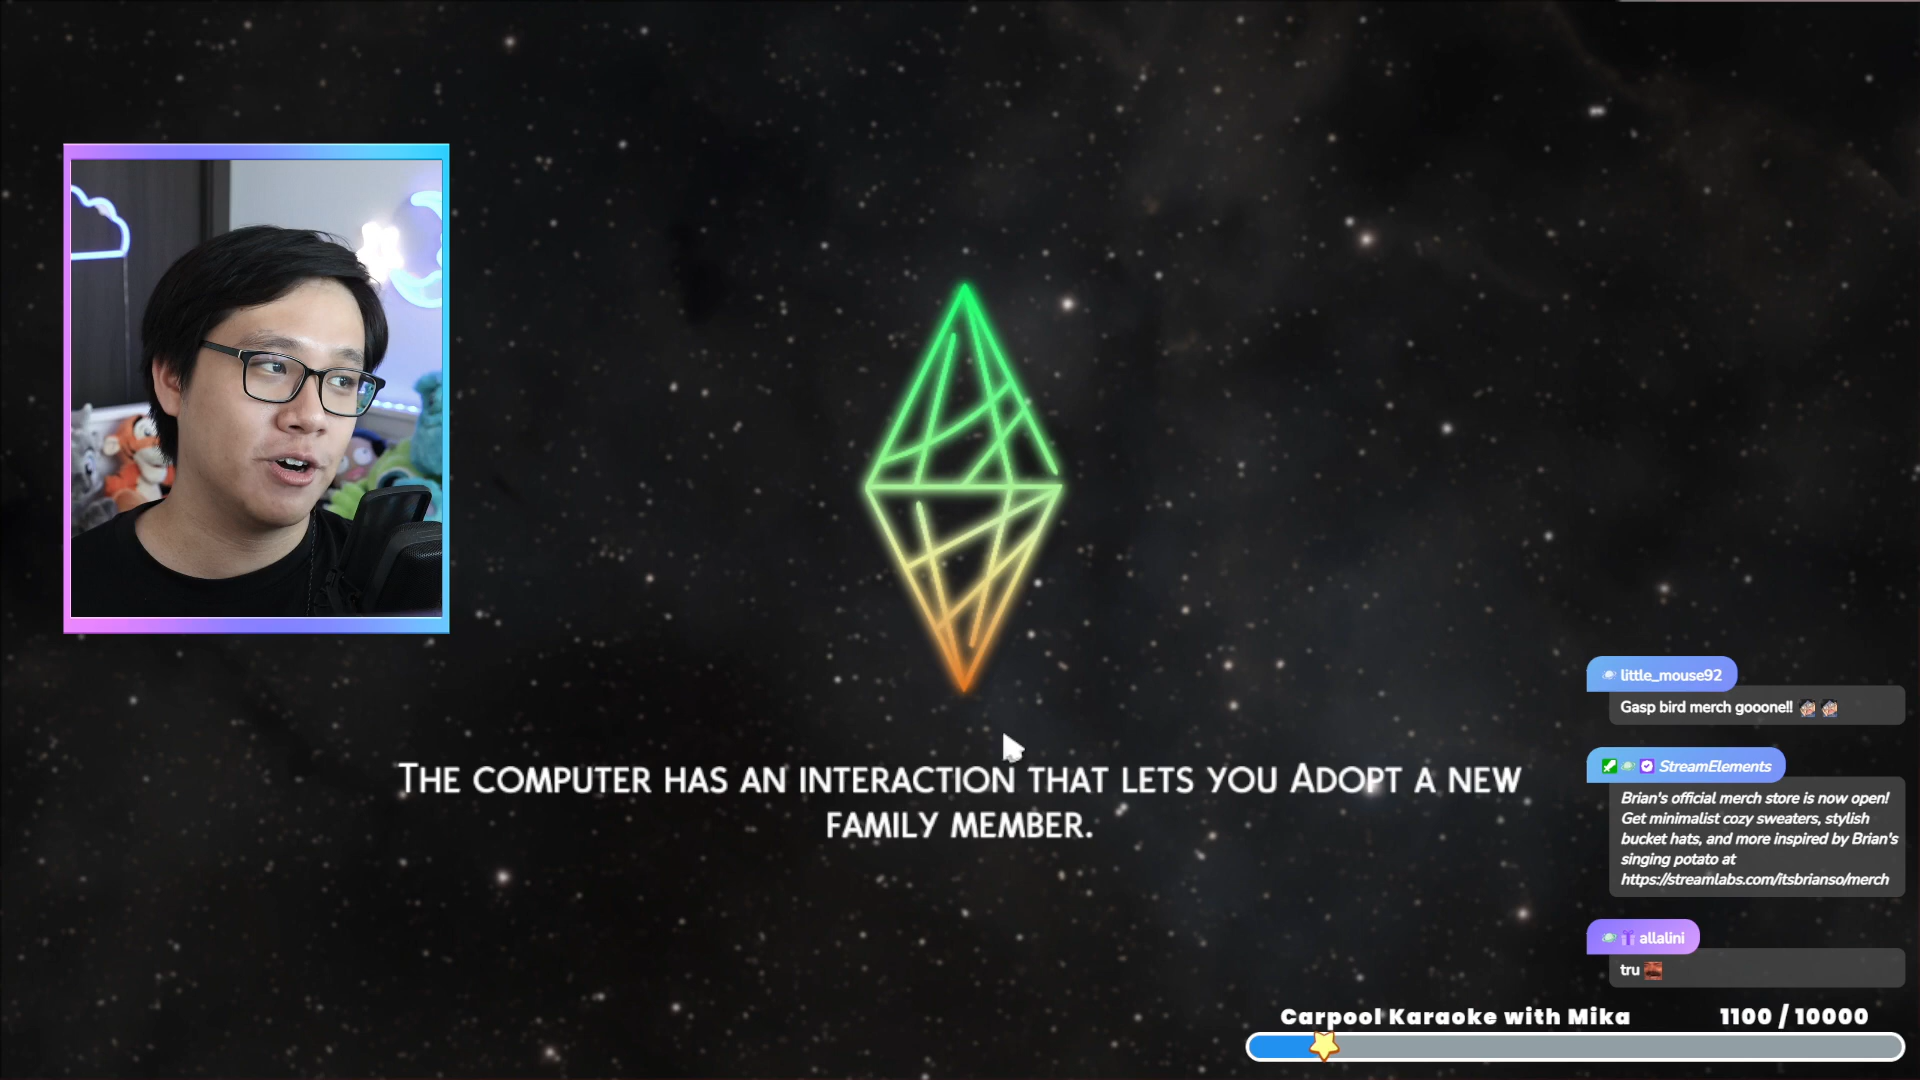 THE COMPUTER HAS AN INTERACTION THAT LETS YOU ADOPT A NEW
FAMILY MEMBER.
little_mouse92
Gasp bird merch gooone!!
StreamElements
Brian's official merch store is now open!
Get minimalist cozy sweaters, stylish
bucket hats, and more inspired by Brian's
singing potato at
https://streamlabs.com/itsbrianso/merch
allalini
tru
Carpool Karaoke with Mika 1100 / 10000